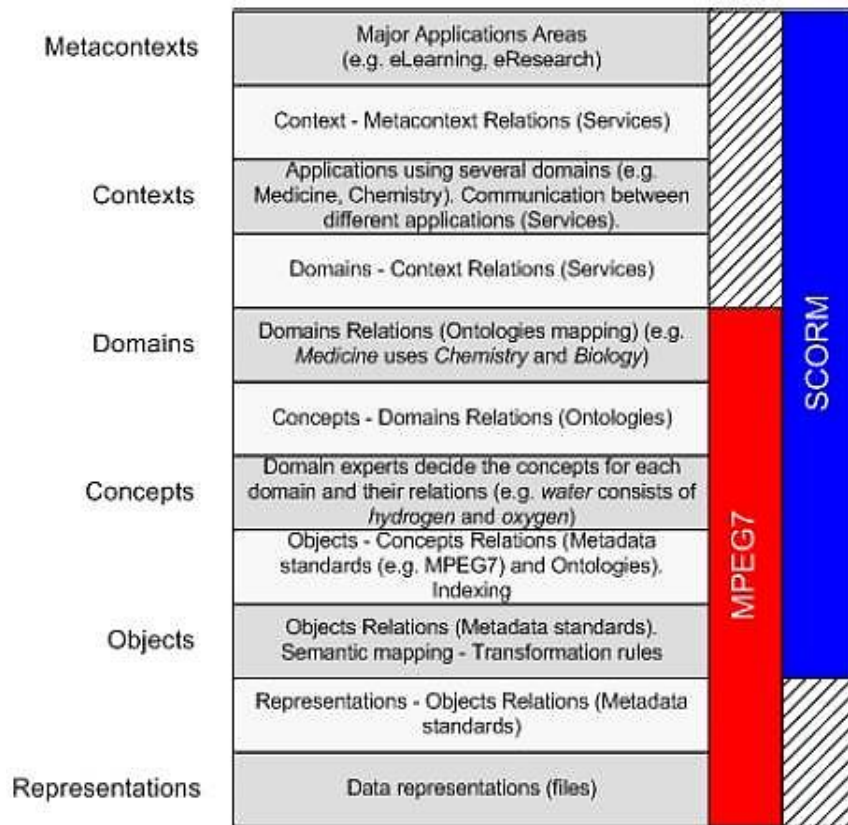 Metacontexts
Major Applications Areas
(e.g. eLearning, eResearch)
Context - Metacontext Relations (Services)
Contexts
Applications using several domains (e.g.
Medicine, Chemistry). Communication between
different applications (Services).
Domains - Context Relations (Services)
Domains
Domains Relations (Ontologies mapping) (e.g.
Medicine uses Chemistry and Biology)
Concepts - Domains Relations (Ontologies)
Concepts
Domain experts decide the concepts for each
domain and their relations (e.g. water consists of
hydrogen and oxygen)
Objects - Concepts Relations (Metadata
standards (e.g. MPEG7) and Ontologies).
Indexing
Objects
Objects Relations (Metadata standards).
Semantic mapping - Transformation rules
Representations - Objects Relations (Metadata
standards)
Representations
Data representations (files)
MPEG7
SCORM